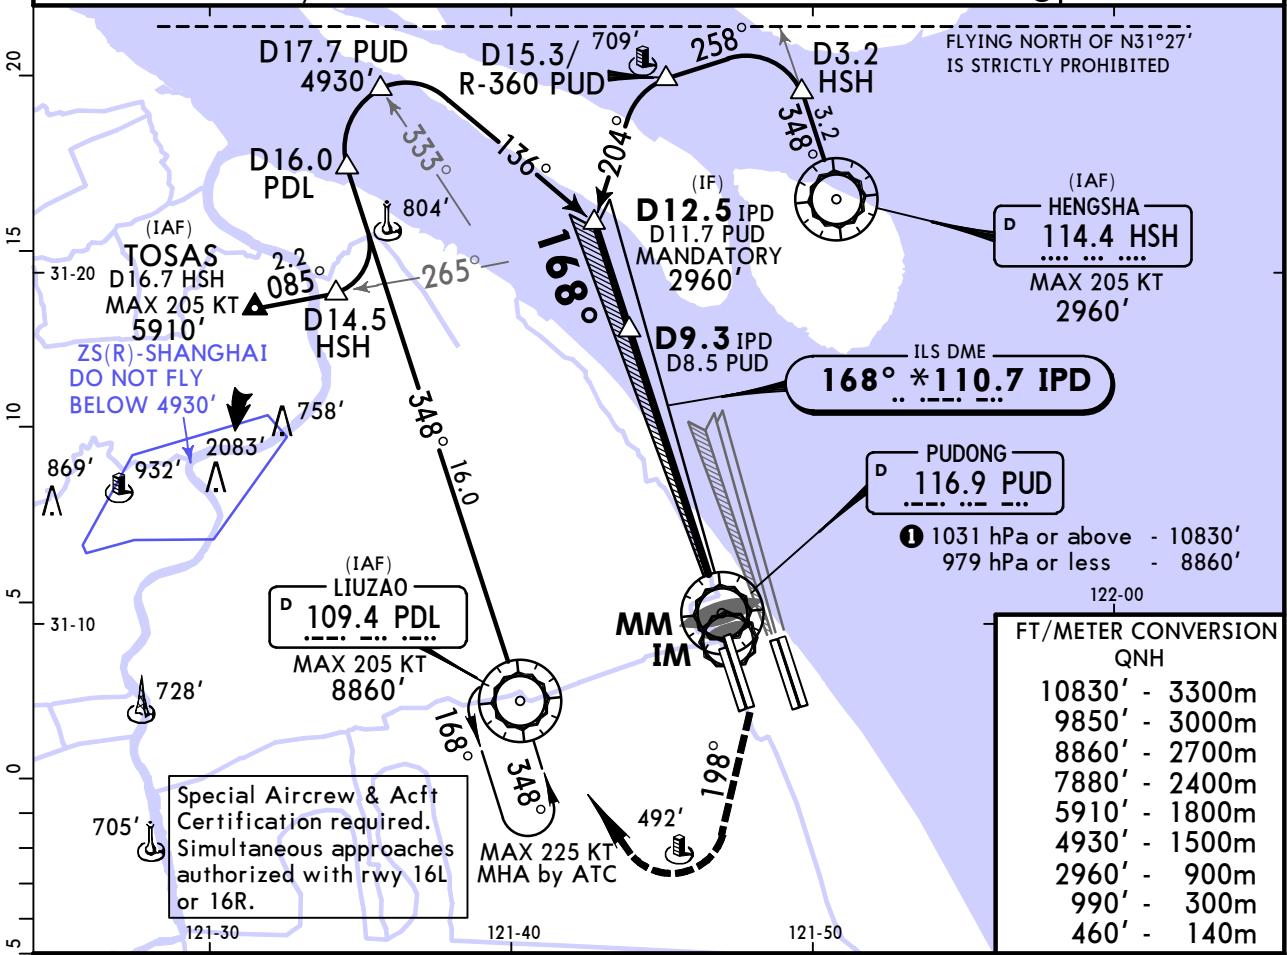 FLYING NORTH OF N31°27'
IS STRICTLY PROHIBITED
20
D17.7 PUD
4930'
D15.3/
R-360 PUD
709'
258°
D3.2
HSH
3.2
348°
D16.0
PDL
333°
136°
204°
804'
(IAF)
TOSAS
D16.7 HSH
MAX 205 KT
5910'
2.2
085°
265°
D14.5
HSH
(IF)
D12.5 IPD
D11.7 PUD
MANDATORY
2960'
168°
D9.3 IPD
D8.5 PUD
(IAF)
HENGSHA
D 114.4 HSH
MAX 205 KT
2960'
15
31-20
ZS(R)-SHANGHAI
DO NOT FLY
BELOW 4930'
ILS DME
168° *110.7 IPD
10
758'
2083'
932'
869'
348°
16.0
PUDONG
D 116.9 PUD
1 1031 hPa or above - 10830'
979 hPa or less - 8860'
122-00
5
31-10
(IAF)
LIUZAO
D 109.4 PDL
MAX 205 KT
8860'
MM
IM
728'
168°
348°
198°
0
705'
492'
MAX 225 KT
MHA by ATC
Special Aircrew & Acft
Certification required.
Simultaneous approaches
authorized with rwy 16L
or 16R.
5
121-30
121-40
121-50
FT/METER CONVERSION
QNH
10830' - 3300m
9850' - 3000m
8860' - 2700m
7880' - 2400m
5910' - 1800m
4930' - 1500m
2960' - 900m
990' - 300m
460' - 140m